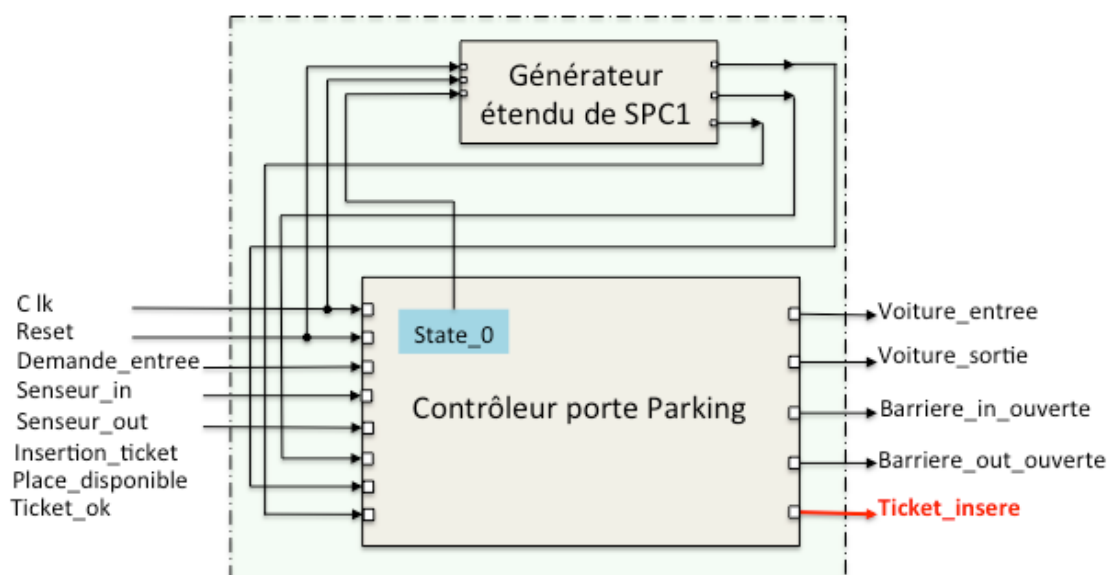 Générateur
étendu de SPC1
C lk
Reset
Demande_entree
Senseur_in
Senseur_out
Insertion_ticket
Place_disponible
Ticket_ok
State_0
Contrôleur porte Parking
Voiture_entree
Voiture_sortie
Barriere_in_ouverte
Barriere_out_ouverte
Ticket_insere